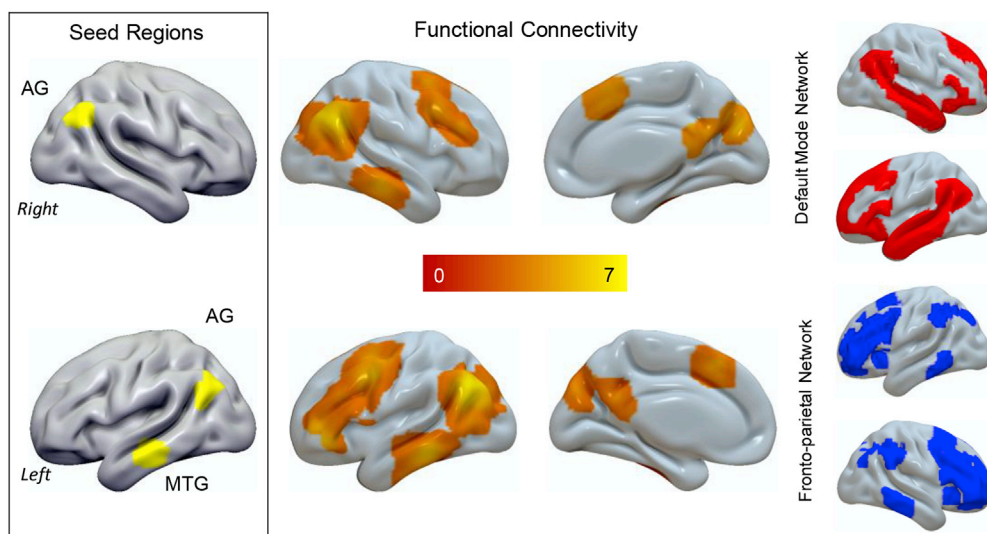 Seed Regions
AG
Right
AG
Left
MTG
Functional Connectivity
0 7
Default Mode Network
Fronto-parietal Network